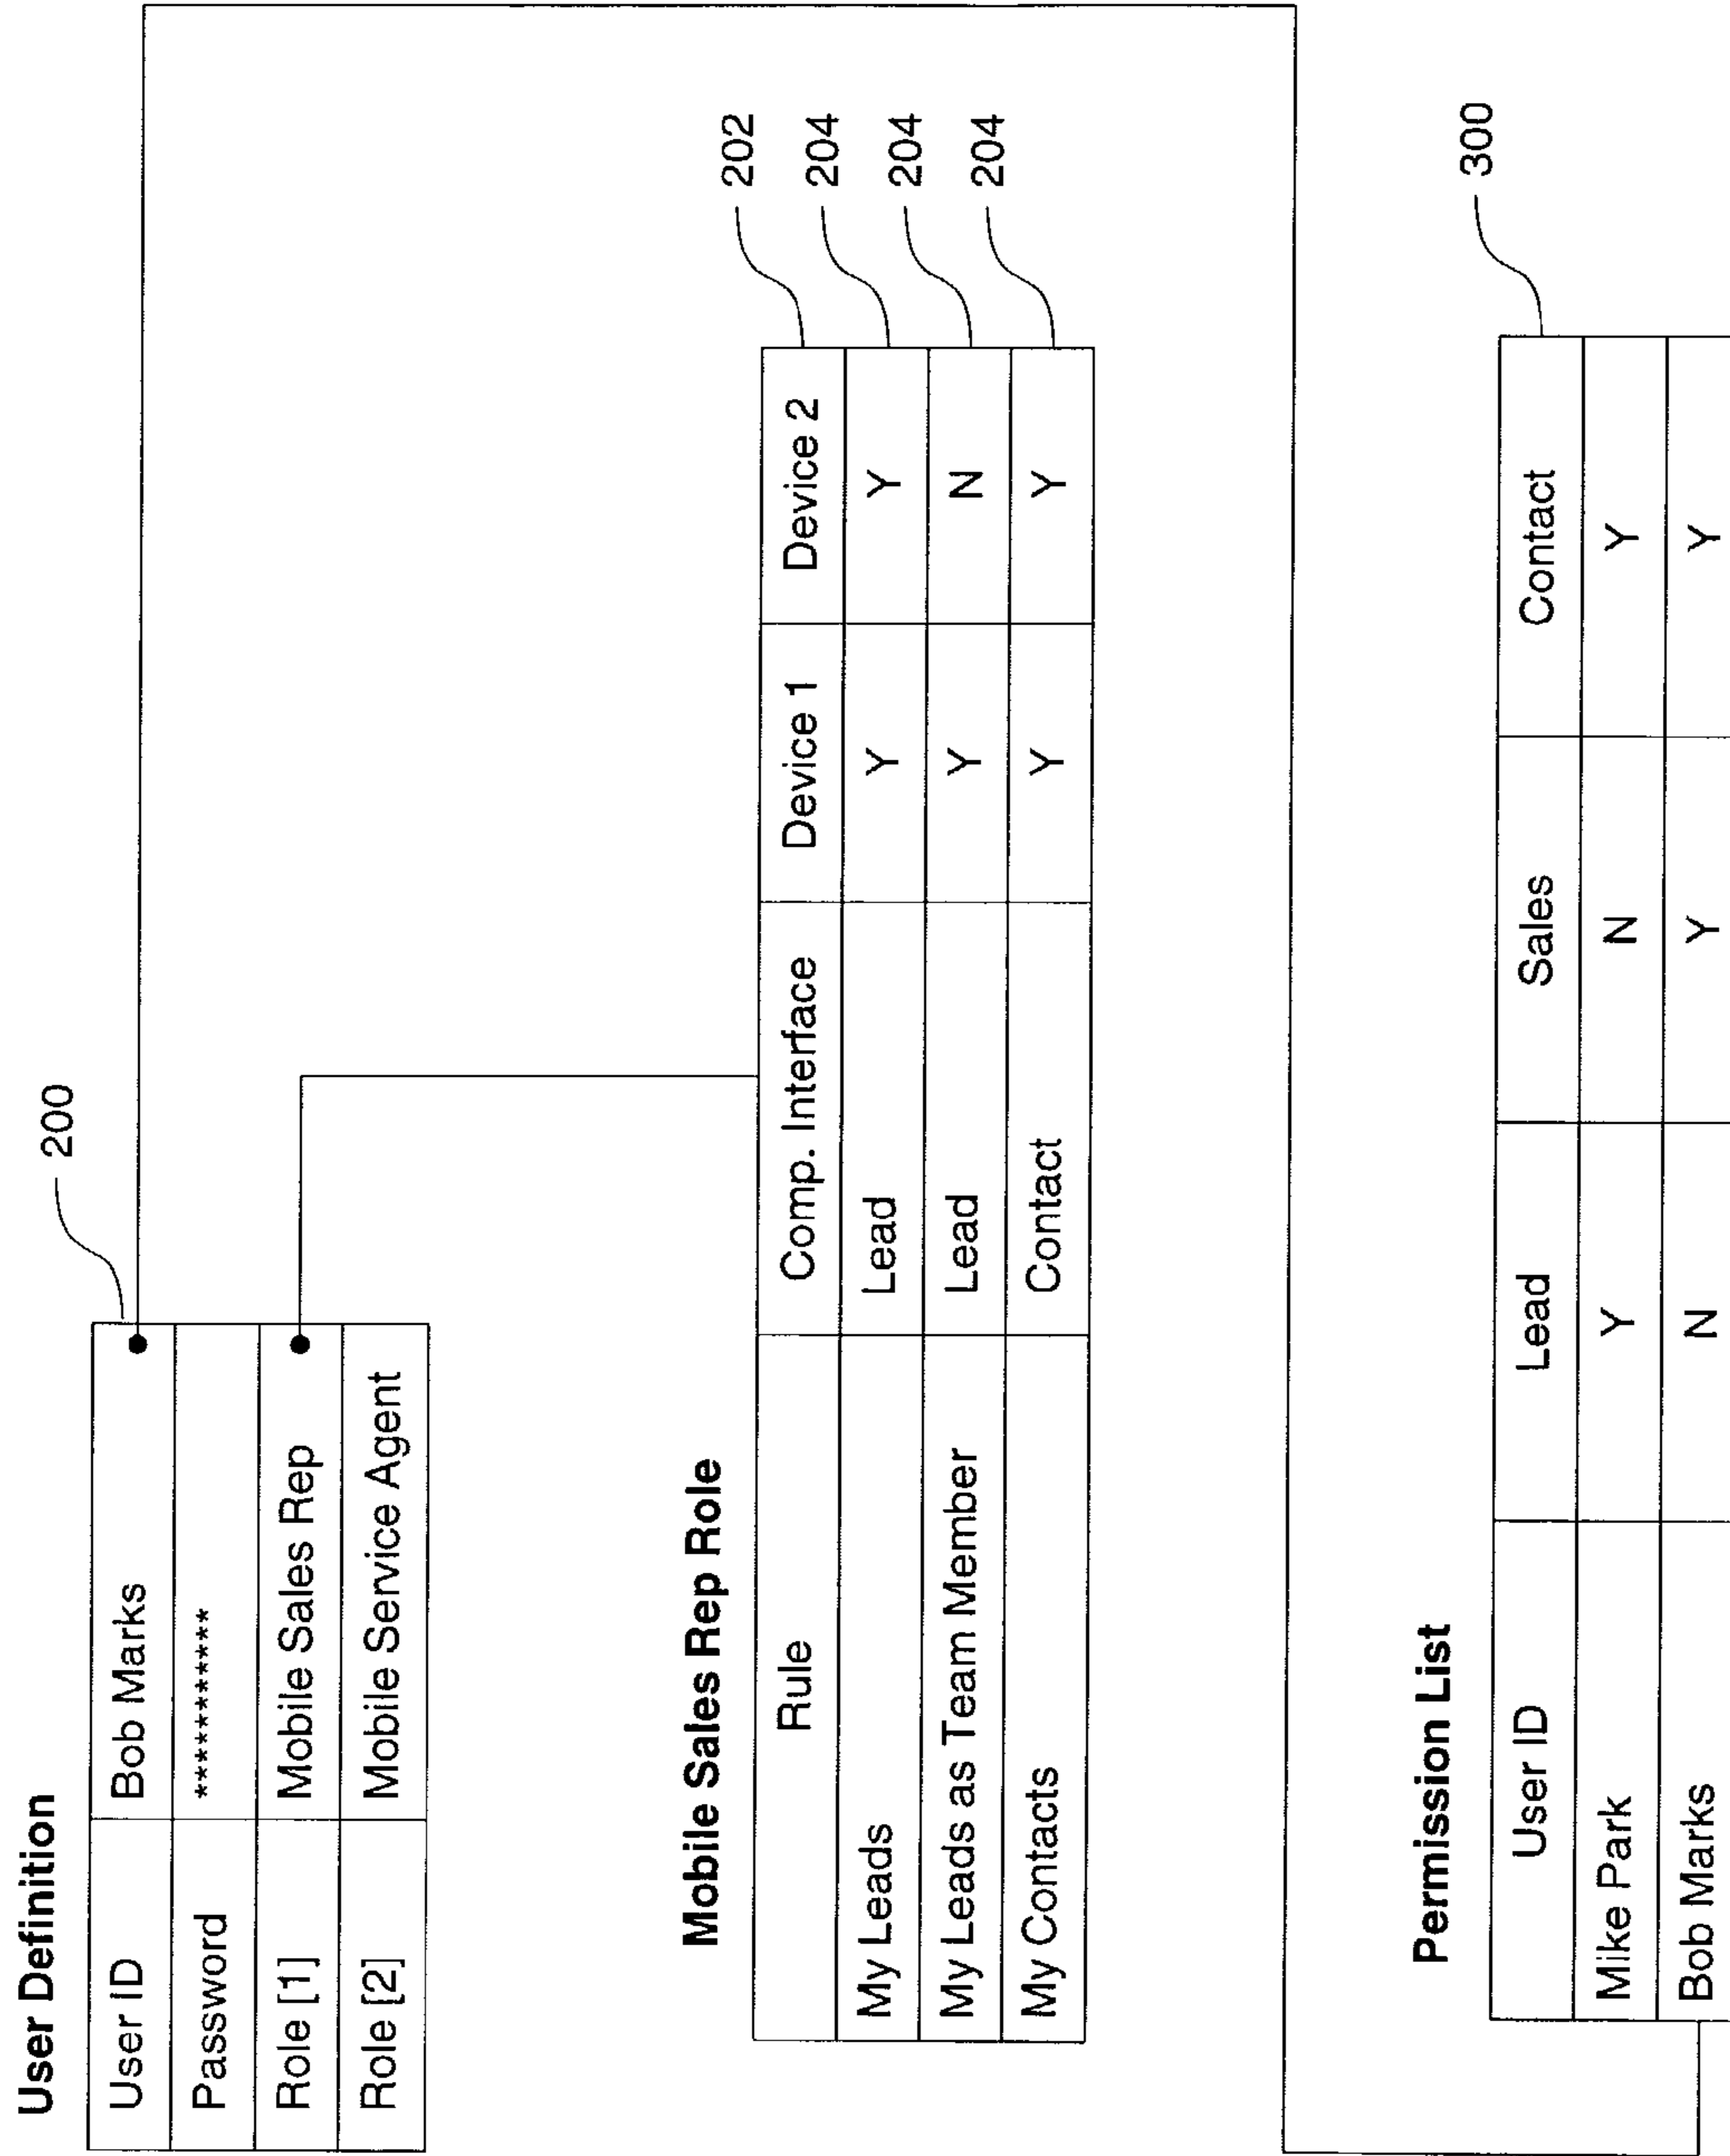 User Definition
200
User ID Bob Marks
Password **********
Role [1] Mobile Sales Rep
Role [2] Mobile Service Agent
Mobile Sales Rep Role
Rule Comp. Interface Device 1 Device 2 202
My Leads Lead Y Y 204
My Leads as Team Member Lead Y N 204
My Contacts Contact Y Y 204
Permission List
300
User ID Lead Sales Contact
Mike Park Y N Y
Bob Marks N Y Y